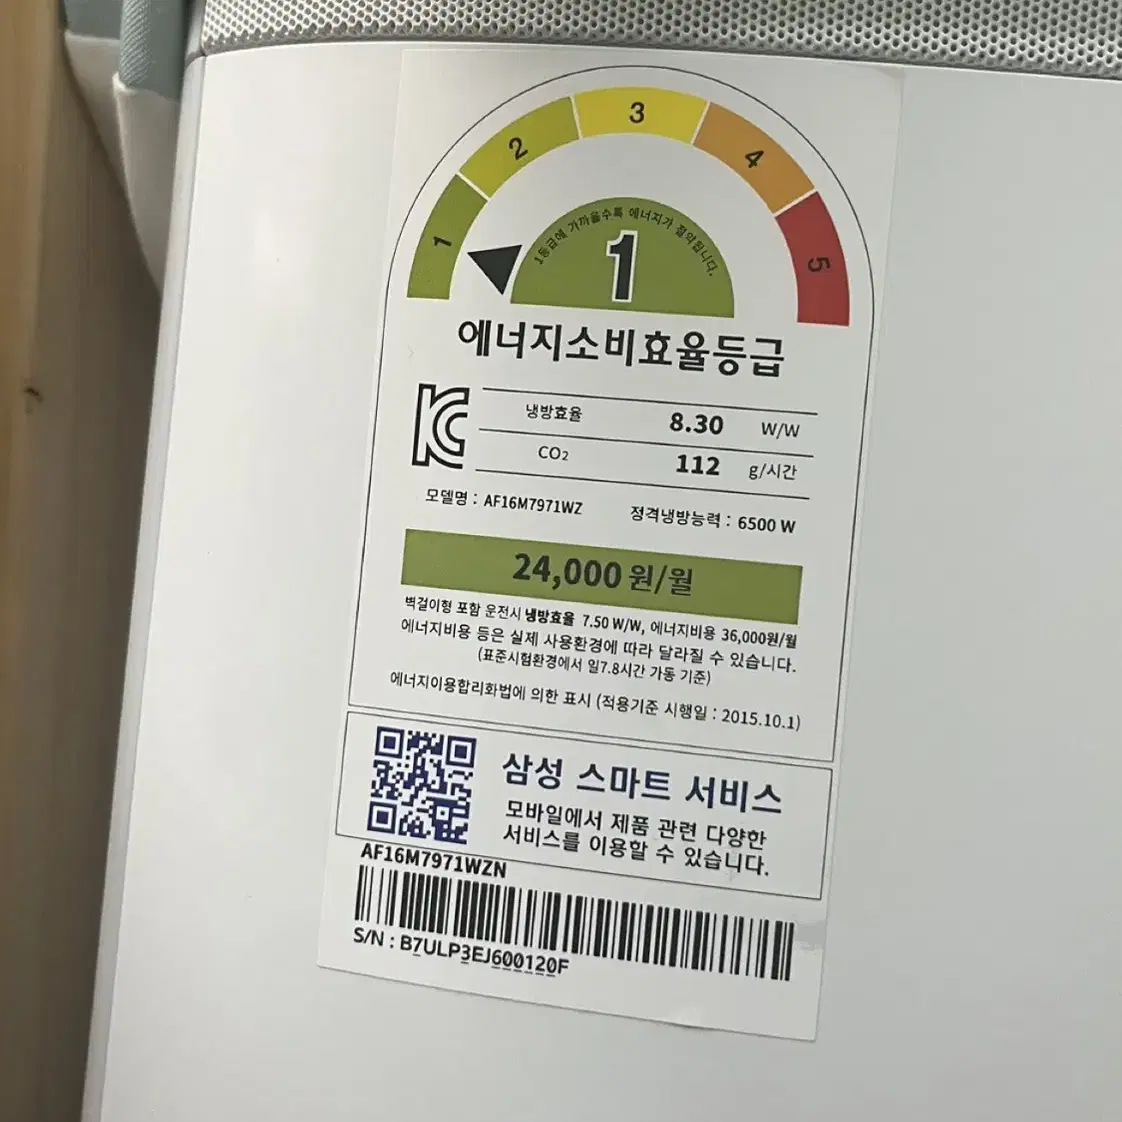 1 2 3 4 5
1등급에 가까울수록 에너지가 절약됩니다.
1
에너지소비효율등급
냉방효율 8.30 W/W
CO₂ 112 g/시간
모델명 : AF16M7971WZ 정격냉방능력 : 6500 W
24,000 원/월
벽걸이형 포함 운전시 냉방효율 7.50 W/W, 에너지비용 36,000원/월
에너지비용 등은 실제 사용환경에 따라 달라질 수 있습니다.
(표준시험환경에서 일7.8시간 가동 기준)
에너지이용합리화법에 의한 표시 (적용기준 시행일 : 2015.10.1)
삼성 스마트 서비스
모바일에서 제품 관련 다양한
서비스를 이용할 수 있습니다.
AF16M7971WZN
S/N : B7ULP3EJ600120F